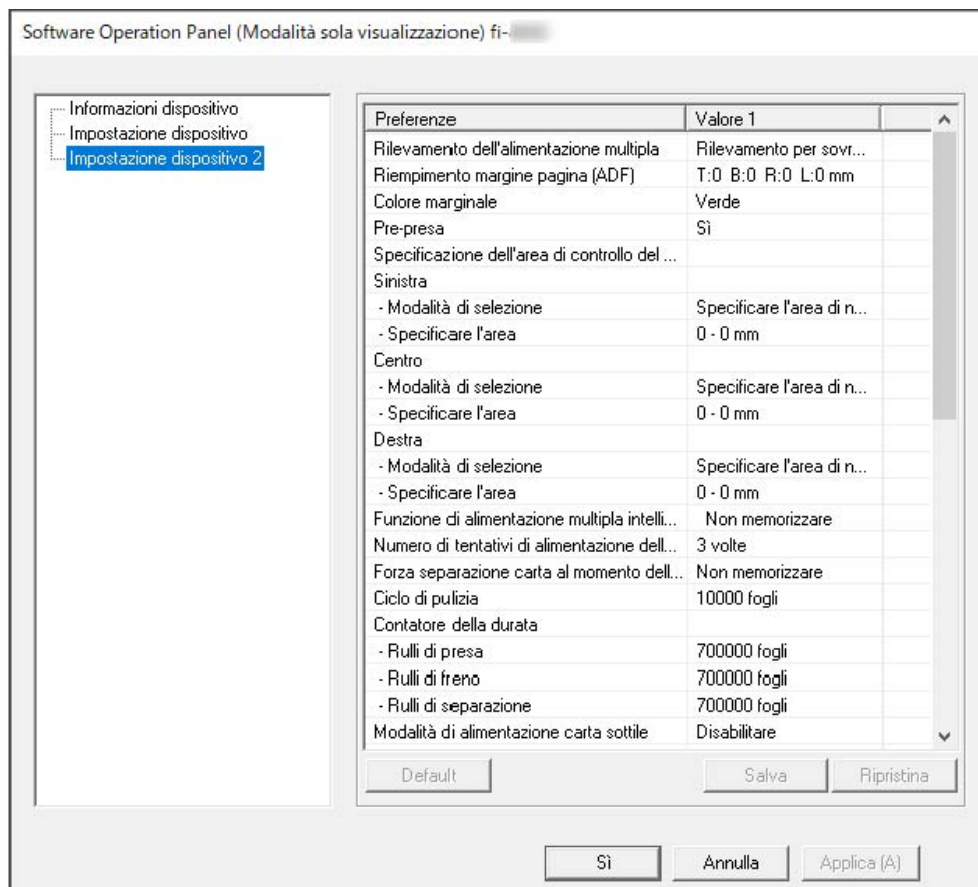 Software Operation Panel (Modalità sola visualizzazione) fi-
Informazioni dispositivo
Impostazione dispositivo
Impostazione dispositivo 2
Preferenze Valore 1
Rilevamento dell'alimentazione multipla Rilevamento per sovr...
Riempimento margine pagina (ADF) T:0 B:0 R:0 L:0 mm
Colore marginale Verde
Pre-presa Sì
Specificazione dell'area di controllo del ...
Sinistra
- Modalità di selezione Specificare l'area di n...
- Specificare l'area 0 - 0 mm
Centro
- Modalità di selezione Specificare l'area di n...
- Specificare l'area 0 - 0 mm
Destra
- Modalità di selezione Specificare l'area di n...
- Specificare l'area 0 - 0 mm
Funzione di alimentazione multipla intelli... Non memorizzare
Numero di tentativi di alimentazione dell... 3 volte
Forza separazione carta al momento dell... Non memorizzare
Ciclo di pulizia 10000 fogli
Contatore della durata
- Rulli di presa 700000 fogli
- Rulli di freno 700000 fogli
- Rulli di separazione 700000 fogli
Modalità di alimentazione carta sottile Disabilitare
Default Salva Ripristina
Sì Annulla Applica (A)